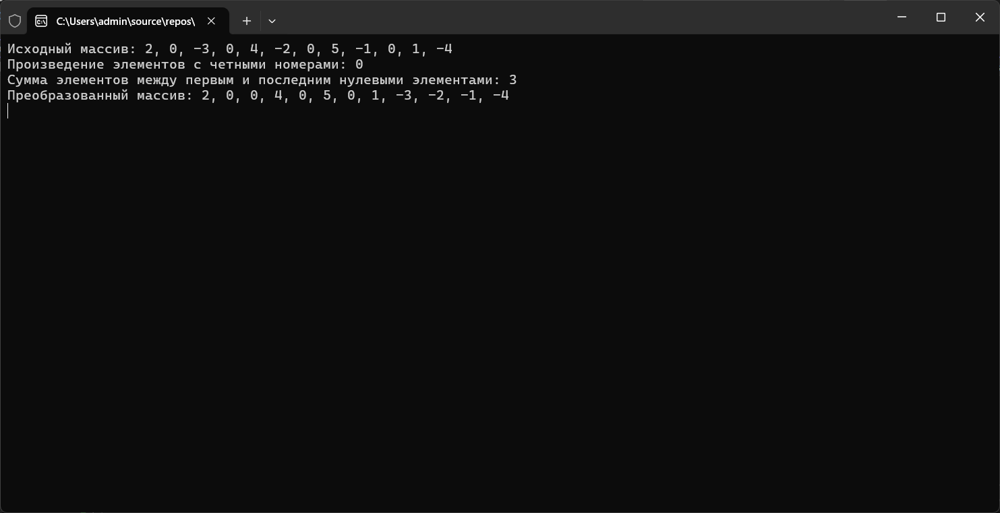 C:\Users\admin\source\repos\
Исходный массив: 2, 0, -3, 0, 4, -2, 0, 5, -1, 0, 1, -4
Произведение элементов с четными номерами: 0
Сумма элементов между первым и последним нулевыми элементами: 3
Преобразованный массив: 2, 0, 0, 4, 0, 5, 0, 1, -3, -2, -1, -4